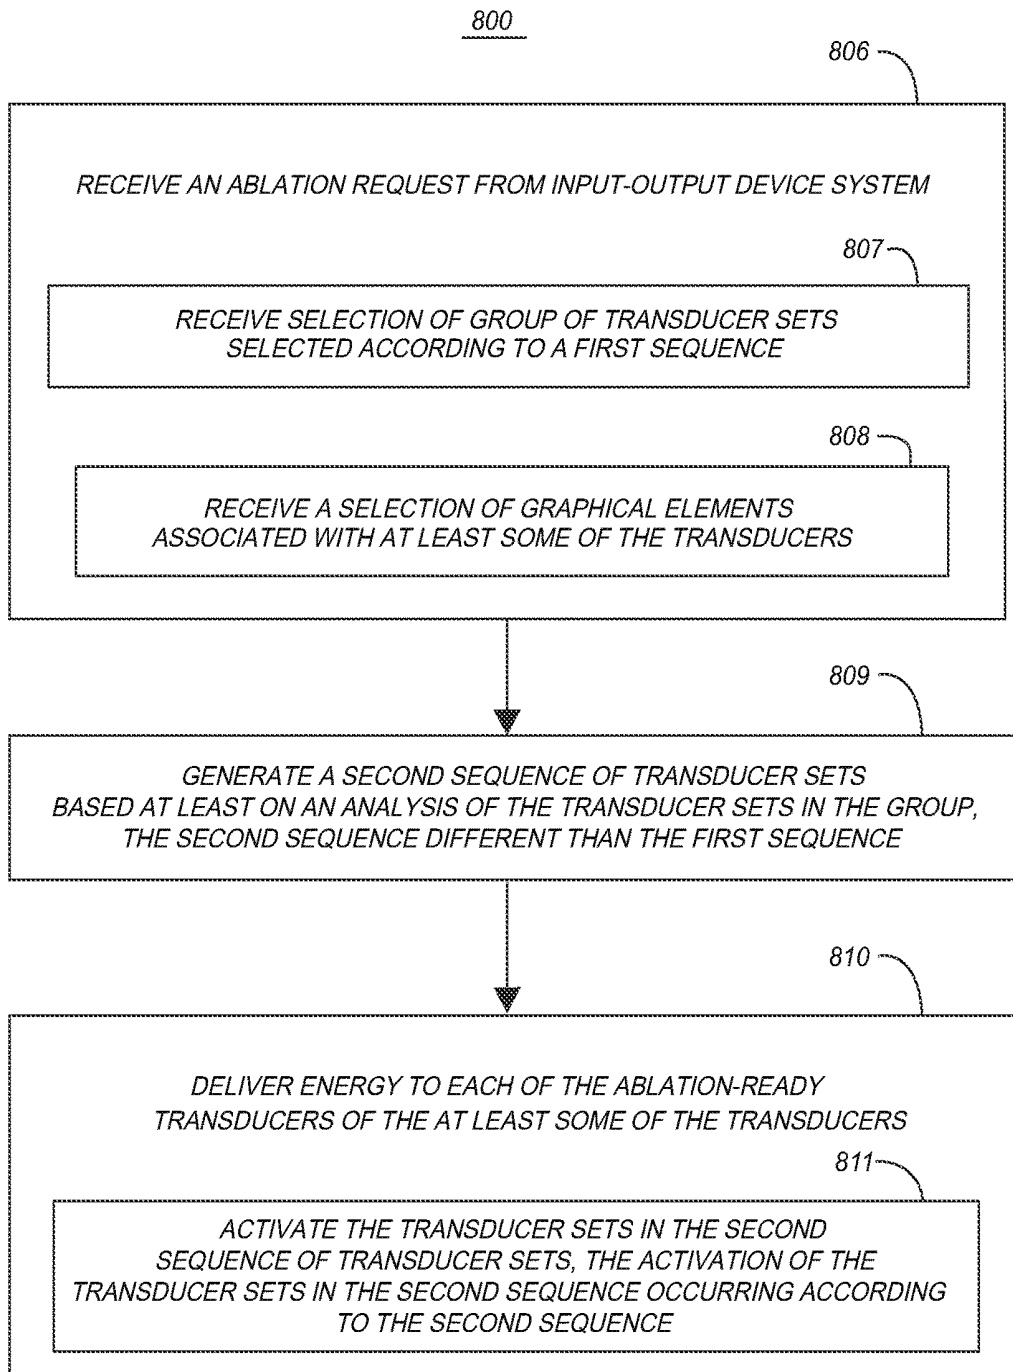 800
806
RECEIVE AN ABLATION REQUEST FROM INPUT-OUTPUT DEVICE SYSTEM
807
RECEIVE SELECTION OF GROUP OF TRANSDUCER SETS
SELECTED ACCORDING TO A FIRST SEQUENCE
808
RECEIVE A SELECTION OF GRAPHICAL ELEMENTS
ASSOCIATED WITH AT LEAST SOME OF THE TRANSDUCERS
809
GENERATE A SECOND SEQUENCE OF TRANSDUCER SETS
BASED AT LEAST ON AN ANALYSIS OF THE TRANSDUCER SETS IN THE GROUP,
THE SECOND SEQUENCE DIFFERENT THAN THE FIRST SEQUENCE
810
DELIVER ENERGY TO EACH OF THE ABLATION-READY
TRANSDUCERS OF THE AT LEAST SOME OF THE TRANSDUCERS
811
ACTIVATE THE TRANSDUCER SETS IN THE SECOND
SEQUENCE OF TRANSDUCER SETS, THE ACTIVATION OF THE
TRANSDUCER SETS IN THE SECOND SEQUENCE OCCURRING ACCORDING
TO THE SECOND SEQUENCE